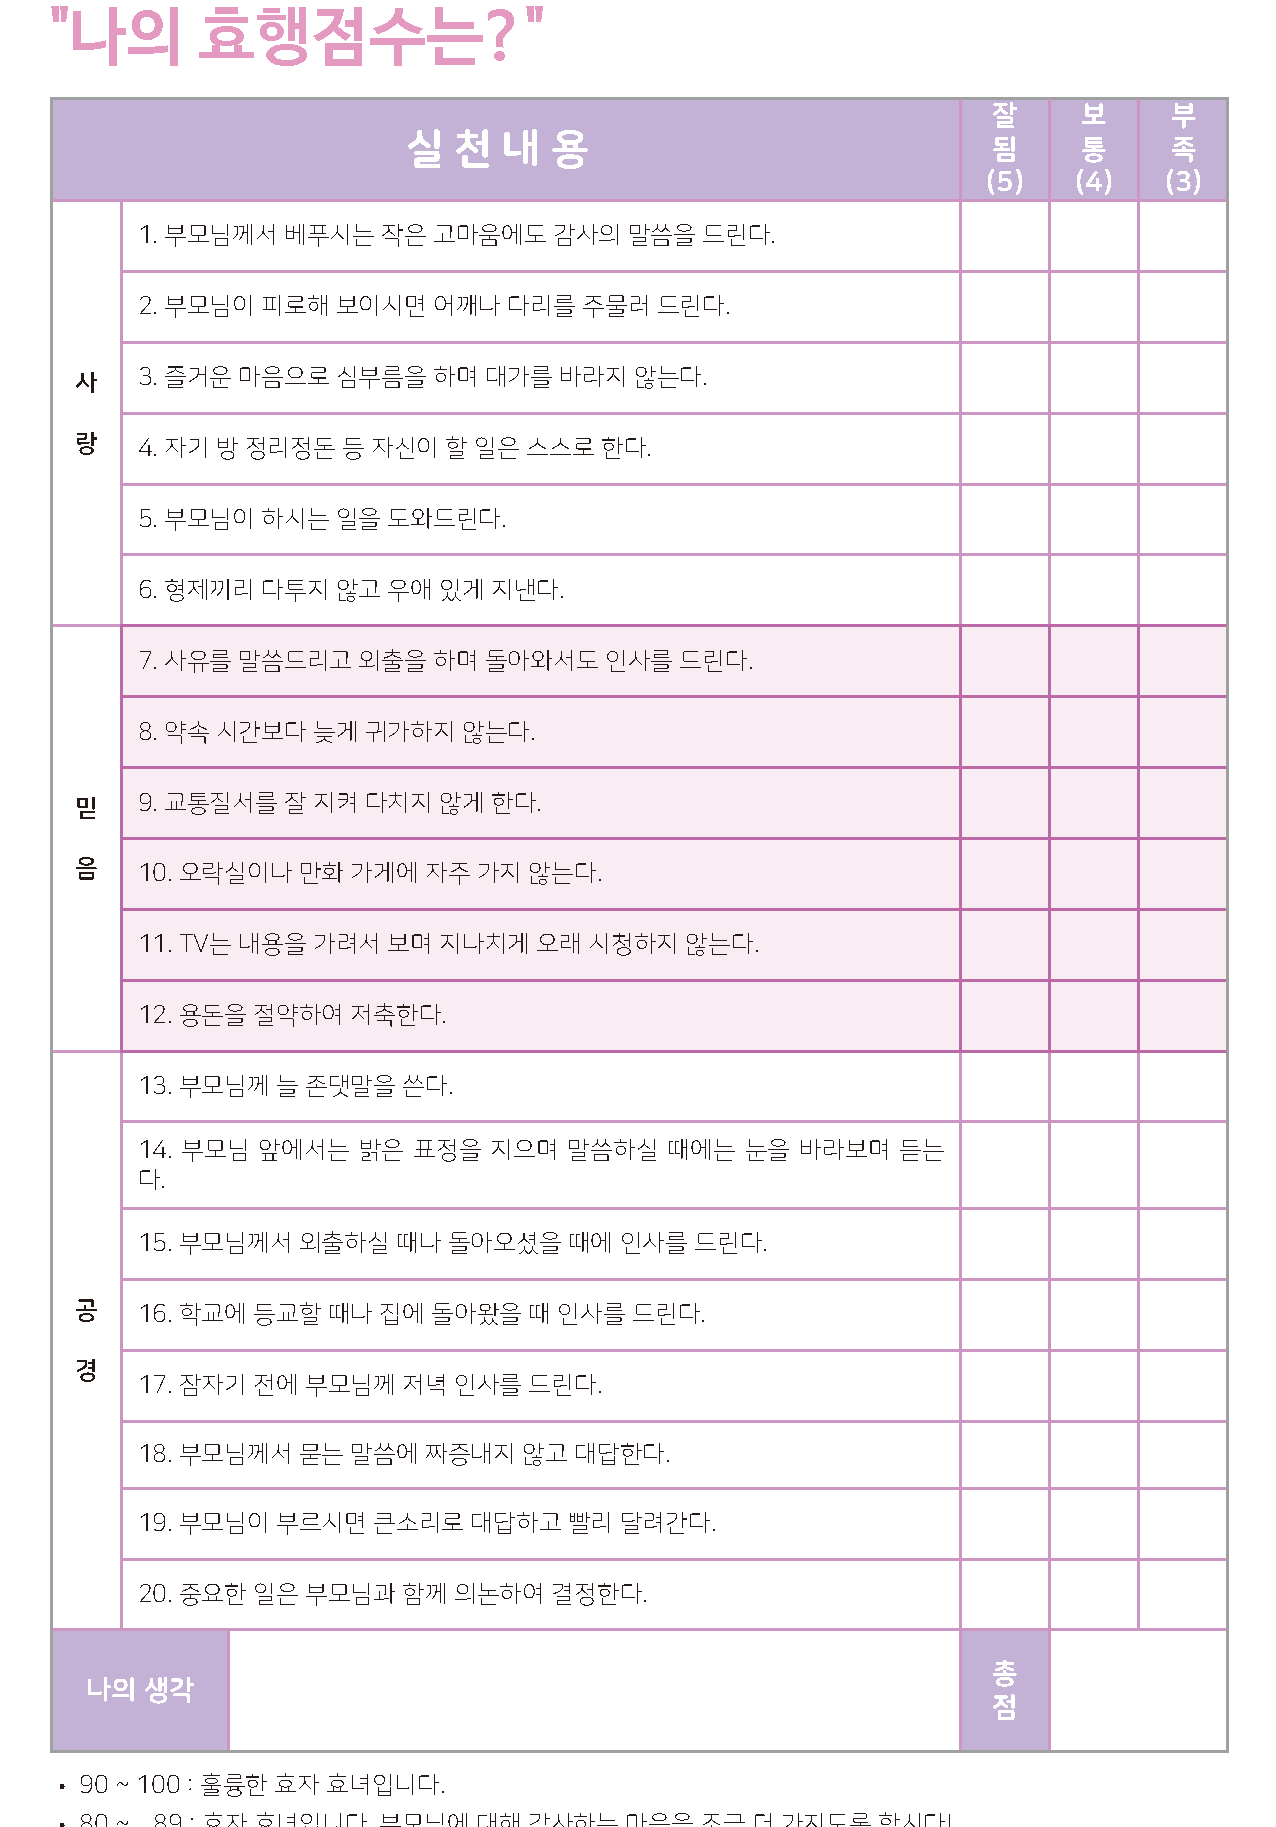 "나의 효행점수는?"
실 천 내 용
잘
됨
(5)
보
통
(4)
부
족
(3)
사
랑
1. 부모님께서 베푸시는 작은 고마움에도 감사의 말씀을 드린다.
2. 부모님이 피로해 보이시면 어깨나 다리를 주물러 드린다.
3. 즐거운 마음으로 심부름을 하며 대가를 바라지 않는다.
4. 자기 방 정리정돈 등 자신이 할 일은 스스로 한다.
5. 부모님이 하시는 일을 도와드린다.
6. 형제끼리 다투지 않고 우애 있게 지낸다.
믿
음
7. 사유를 말씀드리고 외출을 하며 돌아와서도 인사를 드린다.
8. 약속 시간보다 늦게 귀가하지 않는다.
9. 교통질서를 잘 지켜 다치지 않게 한다.
10. 오락실이나 만화 가게에 자주 가지 않는다.
11. TV는 내용을 가려서 보며 지나치게 오래 시청하지 않는다.
12. 용돈을 절약하여 저축한다.
공
경
13. 부모님께 늘 존댓말을 쓴다.
14. 부모님 앞에서는 밝은 표정을 지으며 말씀하실 때에는 눈을 바라보며 듣는
다.
15. 부모님께서 외출하실 때나 돌아오셨을 때에 인사를 드린다.
16. 학교에 등교할 때나 집에 돌아왔을 때 인사를 드린다.
17. 잠자기 전에 부모님께 저녁 인사를 드린다.
18. 부모님께서 묻는 말씀에 짜증내지 않고 대답한다.
19. 부모님이 부르시면 큰소리로 대답하고 빨리 달려간다.
20. 중요한 일은 부모님과 함께 의논하여 결정한다.
나의 생각
총
점
• 90 ~ 100 : 훌륭한 효자 효녀입니다.
• 80 ~ 89 : 효자 효녀입니다. 부모님에 대해 감사하는 마음을 조금 더 가지도록 합시다!